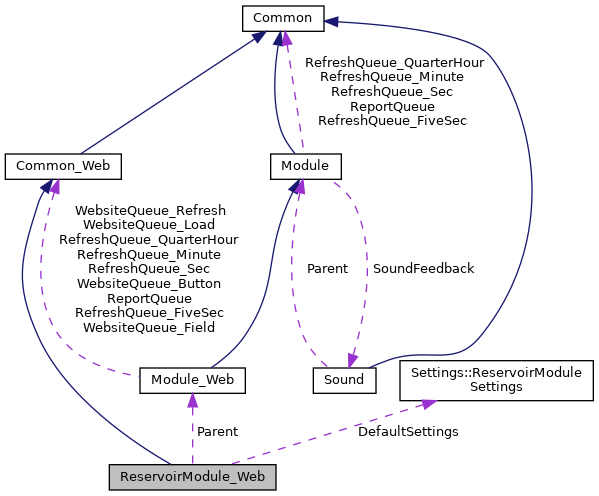 Common
RefreshQueue_QuarterHour
RefreshQueue_Minute
RefreshQueue_Sec
ReportQueue
RefreshQueue_FiveSec
Common_Web
Module
WebsiteQueue_Refresh
WebsiteQueue_Load
RefreshQueue_QuarterHour
RefreshQueue_Minute
RefreshQueue_Sec
WebsiteQueue_Button
ReportQueue
RefreshQueue_FiveSec
WebsiteQueue_Field
Parent
SoundFeedback
Module_Web
Sound
Settings::ReservoirModule
Settings
Parent
DefaultSettings
ReservoirModule_Web